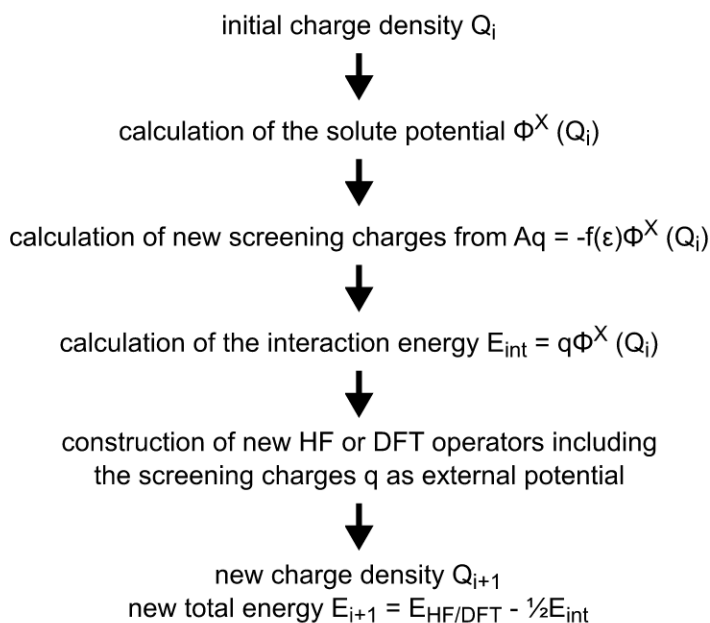 initial charge density Qᵢ
calculation of the solute potential Φˣ (Qᵢ)
calculation of new screening charges from Aq = -f(ε)Φˣ (Qᵢ)
calculation of the interaction energy Eᵢₙₜ = qΦˣ (Qᵢ)
construction of new HF or DFT operators including
the screening charges q as external potential
new charge density Qᵢ₊₁
new total energy Eᵢ₊₁ = E_HF/DFT - ½Eᵢₙₜ